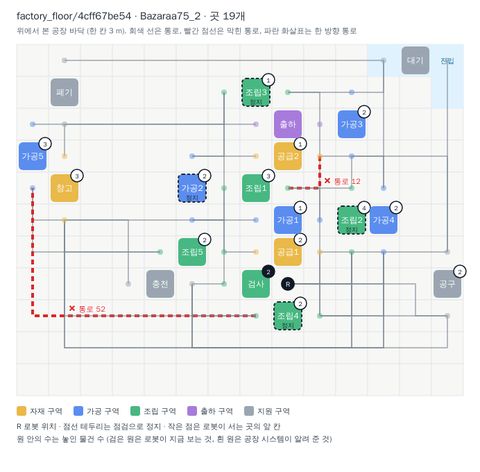 factory_floor/4cff67be54 · Bazaraa75_2 · 곳 19개
위에서 본 공장 바닥 (한 칸 3 m). 회색 선은 통로, 빨간 점선은 막힌 통로, 파란 화살표는 한 방향 통로
대기
진입
폐기
조립3
정지
1
출하
가공3
2
가공5
3
공급2
1
통로 12
창고
3
가공2
정지
2
조립1
3
가공1
1
조립2
정지
4
가공4
2
조립5
2
공급1
2
충전
검사
2
R
공구
2
통로 52
조립4
정지
2
자재 구역
가공 구역
조립 구역
출하 구역
지원 구역
R 로봇 위치 · 점선 테두리는 점검으로 정지 · 작은 점은 로봇이 서는 곳의 앞 칸
원 안의 수는 놓인 물건 수 (검은 원은 로봇이 지금 보는 것, 흰 원은 공장 시스템이 알려 준 것)